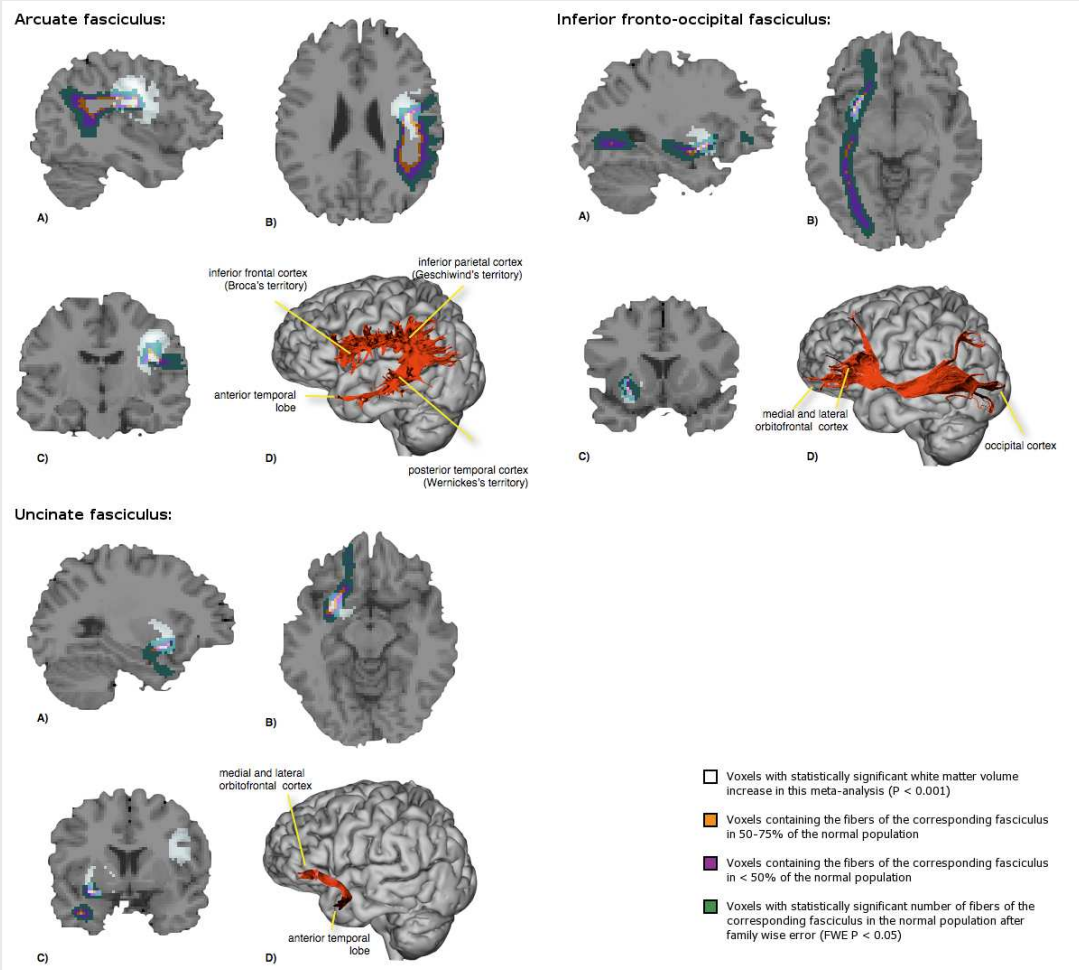 Arcuate fasciculus:
A)
B)
C)
inferior frontal cortex
(Broca's territory)
inferior parietal cortex
(Geschiwind's territory)
anterior temporal
lobe
posterior temporal cortex
(Wernickes's territory)
D)
Inferior fronto-occipital fasciculus:
A)
B)
C)
medial and lateral
orbitofrontal cortex
occipital cortex
D)
Uncinate fasciculus:
A)
B)
C)
medial and lateral
orbitofrontal cortex
anterior temporal
lobe
D)
Voxels with statistically significant white matter volume
increase in this meta-analysis (P < 0.001)
Voxels containing the fibers of the corresponding fasciculus
in 50-75% of the normal population
Voxels containing the fibers of the corresponding fasciculus
in < 50% of the normal population
Voxels with statistically significant number of fibers of the
corresponding fasciculus in the normal population after
family wise error (FWE P < 0.05)